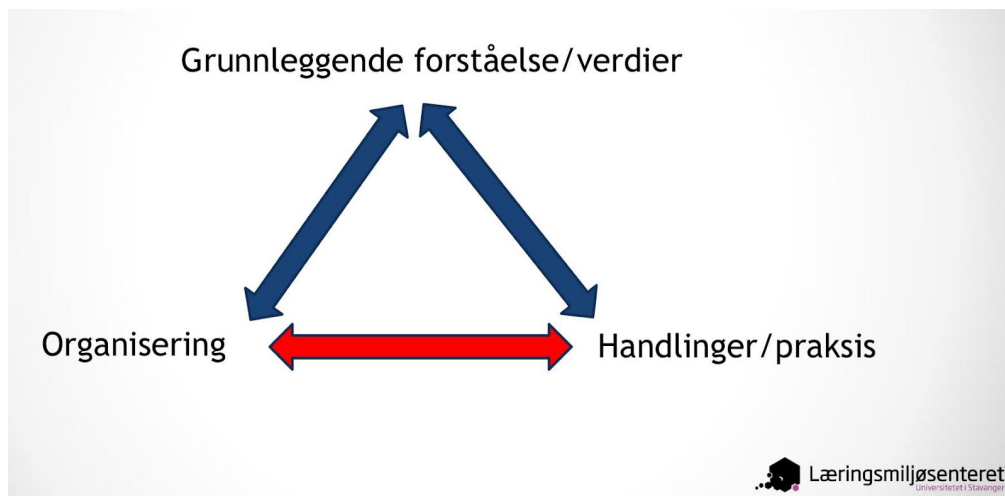 Grunnleggende forståelse/verdier
Organisering
Handlinger/praksis
Læringsmiljøsenteret
Universitetet i Stavanger